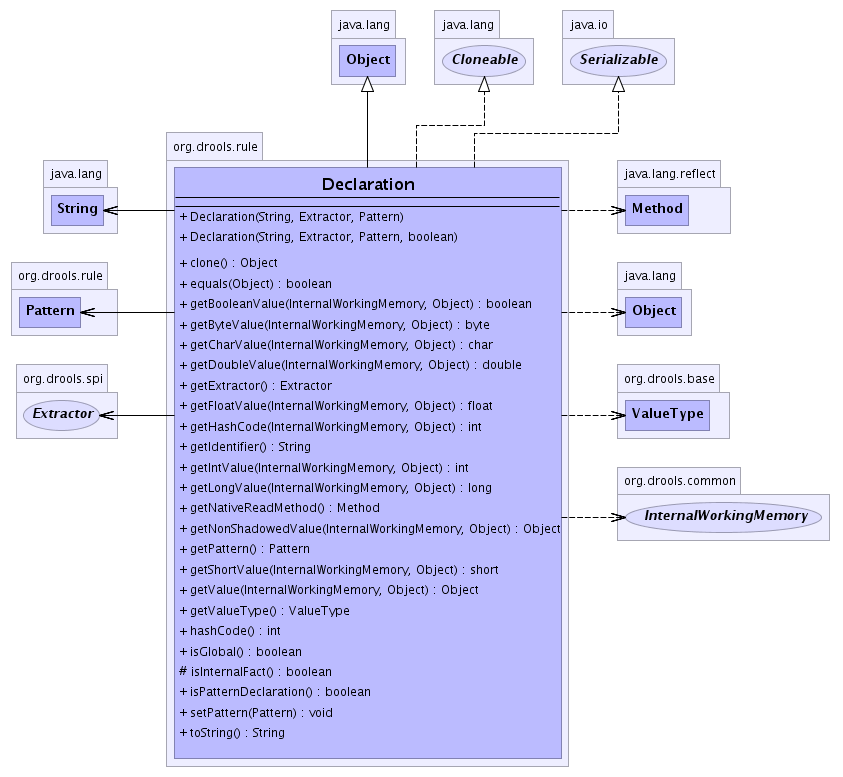 java.lang
Object
java.lang
Cloneable
java.io
Serializable
org.drools.rule
Declaration
+ Declaration(String, Extractor, Pattern)
+ Declaration(String, Extractor, Pattern, boolean)
+ clone() : Object
+ equals(Object) : boolean
+ getBooleanValue(InternalWorkingMemory, Object) : boolean
+ getByteValue(InternalWorkingMemory, Object) : byte
+ getCharValue(InternalWorkingMemory, Object) : char
+ getDoubleValue(InternalWorkingMemory, Object) : double
+ getExtractor() : Extractor
+ getFloatValue(InternalWorkingMemory, Object) : float
+ getHashCode(InternalWorkingMemory, Object) : int
+ getIdentifier() : String
+ getIntValue(InternalWorkingMemory, Object) : int
+ getLongValue(InternalWorkingMemory, Object) : long
+ getNativeReadMethod() : Method
+ getNonShadowedValue(InternalWorkingMemory, Object) : Object
+ getPattern() : Pattern
+ getShortValue(InternalWorkingMemory, Object) : short
+ getValue(InternalWorkingMemory, Object) : Object
+ getValueType() : ValueType
+ hashCode() : int
+ isGlobal() : boolean
# isInternalFact() : boolean
+ isPatternDeclaration() : boolean
+ setPattern(Pattern) : void
+ toString() : String
java.lang
String
org.drools.rule
Pattern
org.drools.spi
Extractor
java.lang.reflect
Method
java.lang
Object
org.drools.base
ValueType
org.drools.common
InternalWorkingMemory